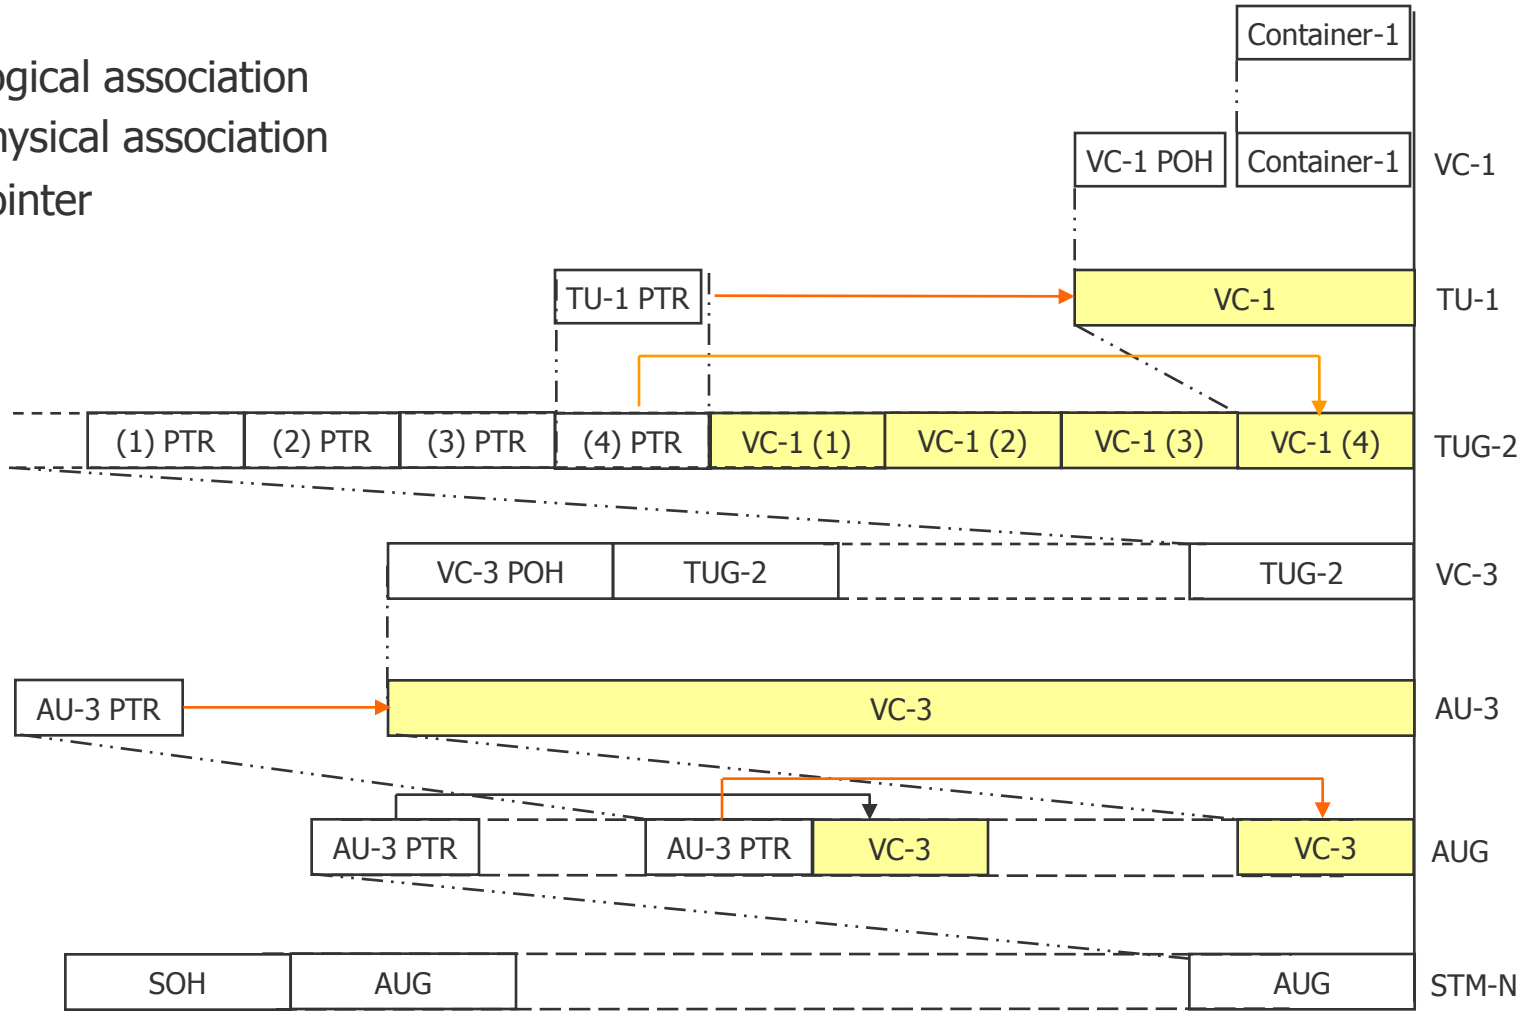 Container-1
ogical association
hysical association
VC-1 POH Container-1 VC-1
ointer
TU-1 PTR VC-1 TU-1
(1) PTR (2) PTR (3) PTR (4) PTR VC-1 (1) VC-1 (2) VC-1 (3) VC-1 (4) TUG-2
VC-3 POH TUG-2 TUG-2 VC-3
AU-3 PTR VC-3 AU-3
AU-3 PTR AU-3 PTR VC-3 VC-3 AUG
SOH AUG AUG STM-N